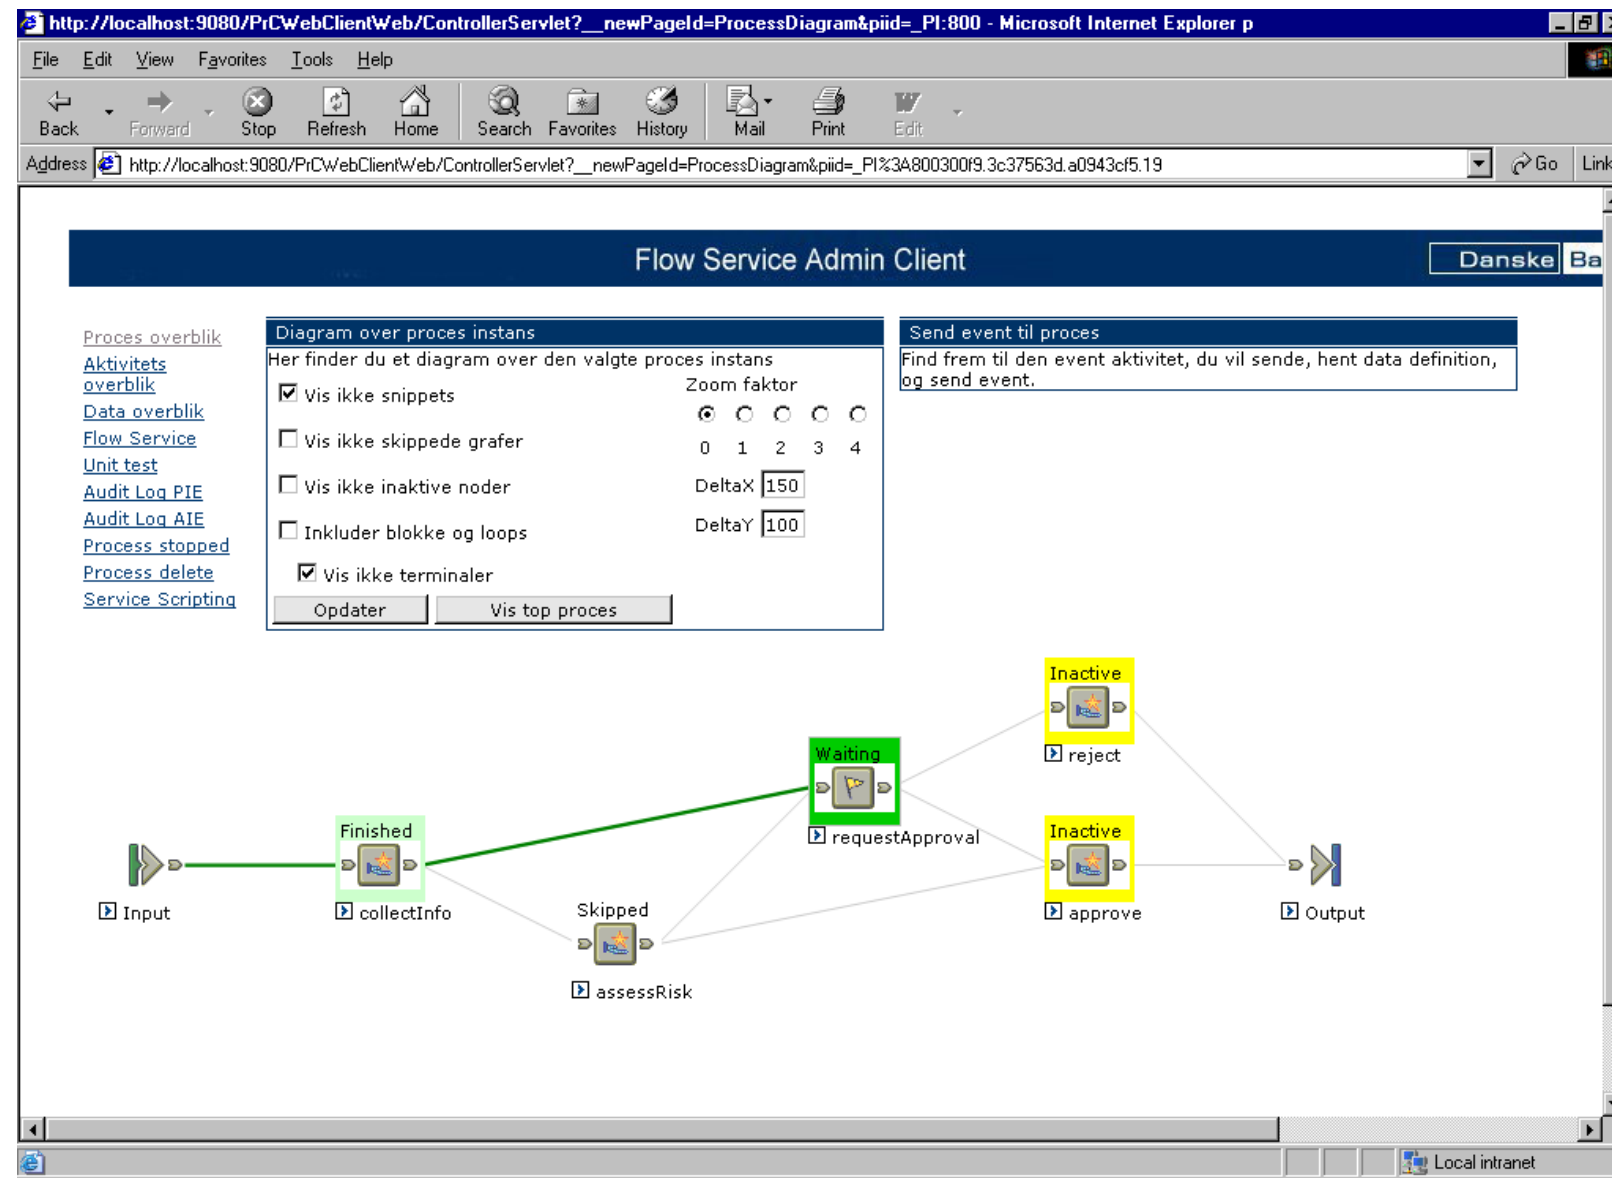 http://localhost:9080/PrCWebClientWeb/ControllerServlet?__newPageId=ProcessDiagram&piid=_PI:800 - Microsoft Internet Explorer p
File Edit View Favorites Tools Help
Back Forward Stop Refresh Home Search Favorites History Mail Print Edit
Address http://localhost:9080/PrCWebClientWeb/ControllerServlet?__newPageId=ProcessDiagram&piid=_PI%3A800300f9.3c37563d.a0943cf5.19 Go Link
Flow Service Admin Client
Danske Ba
Proces overblik
Aktivitets
overblik
Data overblik
Flow Service
Unit test
Audit Log PIE
Audit Log AIE
Process stopped
Process delete
Service Scripting
Diagram over proces instans
Her finder du et diagram over den valgte proces instans
Vis ikke snippets
Vis ikke skippede grafer
Vis ikke inaktive noder
Inkluder blokke og loops
Vis ikke terminaler
Zoom faktor
0 1 2 3 4
DeltaX 150
DeltaY 100
Opdater Vis top proces
Send event til proces
Find frem til den event aktivitet, du vil sende, hent data definition,
og send event.
Inactive
reject
Waiting
requestApproval
Finished
collectInfo
Inactive
approve
Input
Skipped
assessRisk
Output
Local intranet